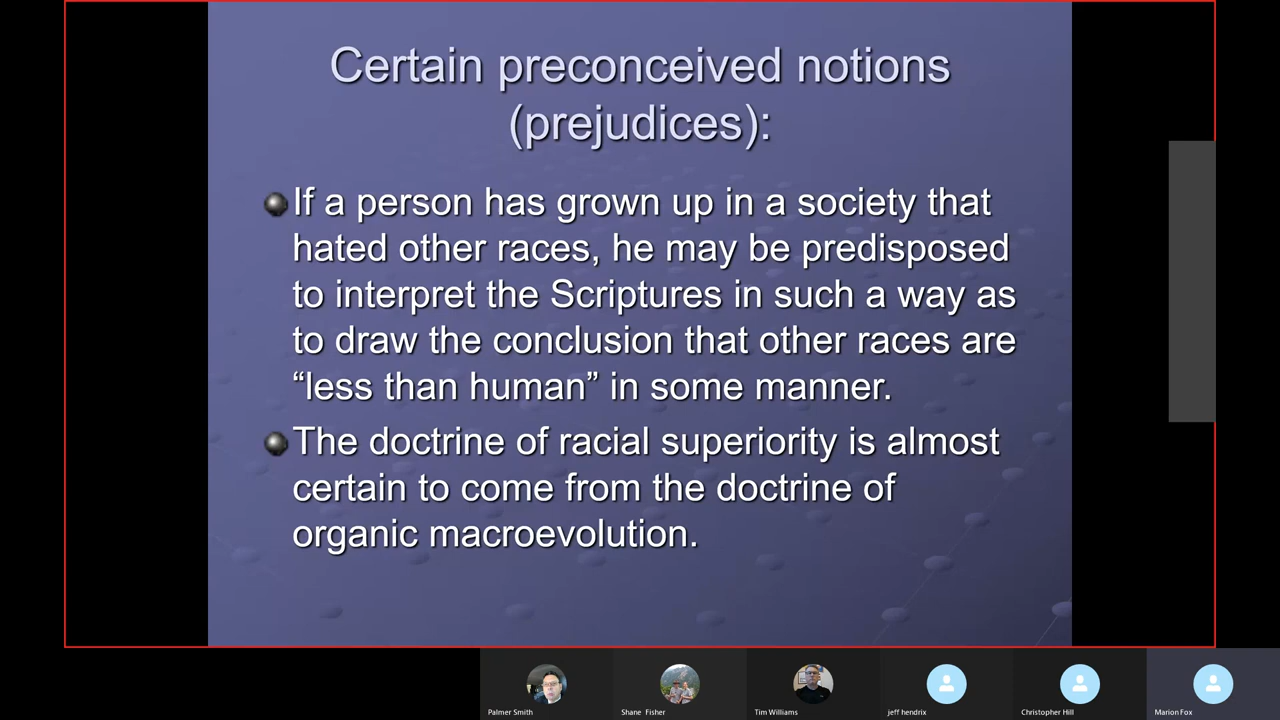 Certain preconceived notions
(prejudices):
If a person has grown up in a society that
hated other races, he may be predisposed
to interpret the Scriptures in such a way as
to draw the conclusion that other races are
“less than human” in some manner.
The doctrine of racial superiority is almost
certain to come from the doctrine of
organic macroevolution.
Palmer Smith
Shane Fisher
Tim Williams
jeff hendrix
Christopher Hill
Marion Fox